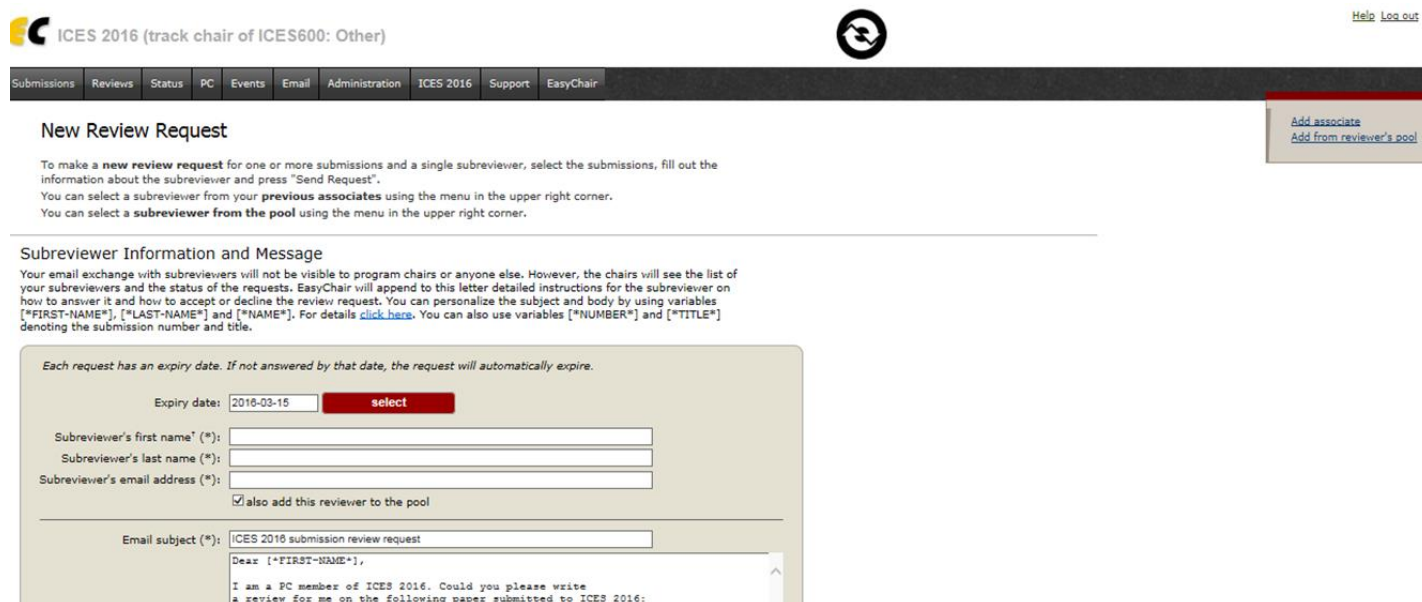 EC ICES 2016 (track chair of ICES600: Other)
Help Log out
Submissions Reviews Status PC Events Email Administration ICES 2016 Support EasyChair
Add associate
Add from reviewer's pool
New Review Request
To make a new review request for one or more submissions and a single subreviewer, select the submissions, fill out the
information about the subreviewer and press "Send Request".
You can select a subreviewer from your previous associates using the menu in the upper right corner.
You can select a subreviewer from the pool using the menu in the upper right corner.
Subreviewer Information and Message
Your email exchange with subreviewers will not be visible to program chairs or anyone else. However, the chairs will see the list of
your subreviewers and the status of the requests. EasyChair will append to this letter detailed instructions for the subreviewer on
how to answer it and how to accept or decline the review request. You can personalize the subject and body by using variables
[*FIRST-NAME*], [*LAST-NAME*] and [*NAME*]. For details click here. You can also use variables [*NUMBER*] and [*TITLE*]
denoting the submission number and title.
Each request has an expiry date. If not answered by that date, the request will automatically expire.
Expiry date: 2016-03-15 select
Subreviewer's first name† (*):
Subreviewer's last name (*):
Subreviewer's email address (*):
also add this reviewer to the pool
Email subject (*): ICES 2016 submission review request
Dear [*FIRST-NAME*],
I am a PC member of ICES 2016. Could you please write
a review for me on the following paper submitted to ICES 2016: